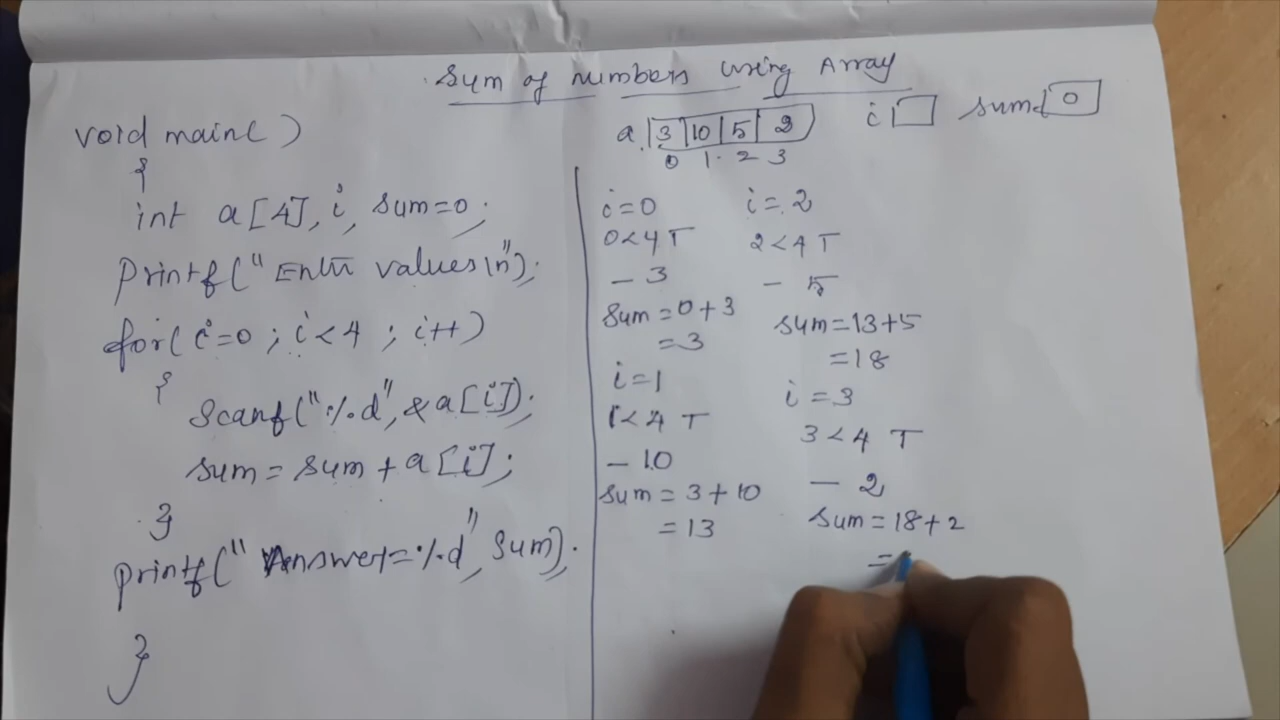 Sum of numbers using Array
void main()
{
int a[4], i, sum=0;
printf("Enter values\n");
for(i=0; i<4; i++)
{
scanf("%d", &a[i]);
sum = sum + a[i];
}
printf("Answer=%d", sum);
}
a 3 10 5 2
0 1 2 3
i
sum 0
i=0
0<4 T
- 3
sum=0+3
=3
i=1
1<4 T
- 10
sum=3+10
=13
i=2
2<4 T
- 5
sum=13+5
=18
i=3
3<4 T
- 2
sum=18+2
=